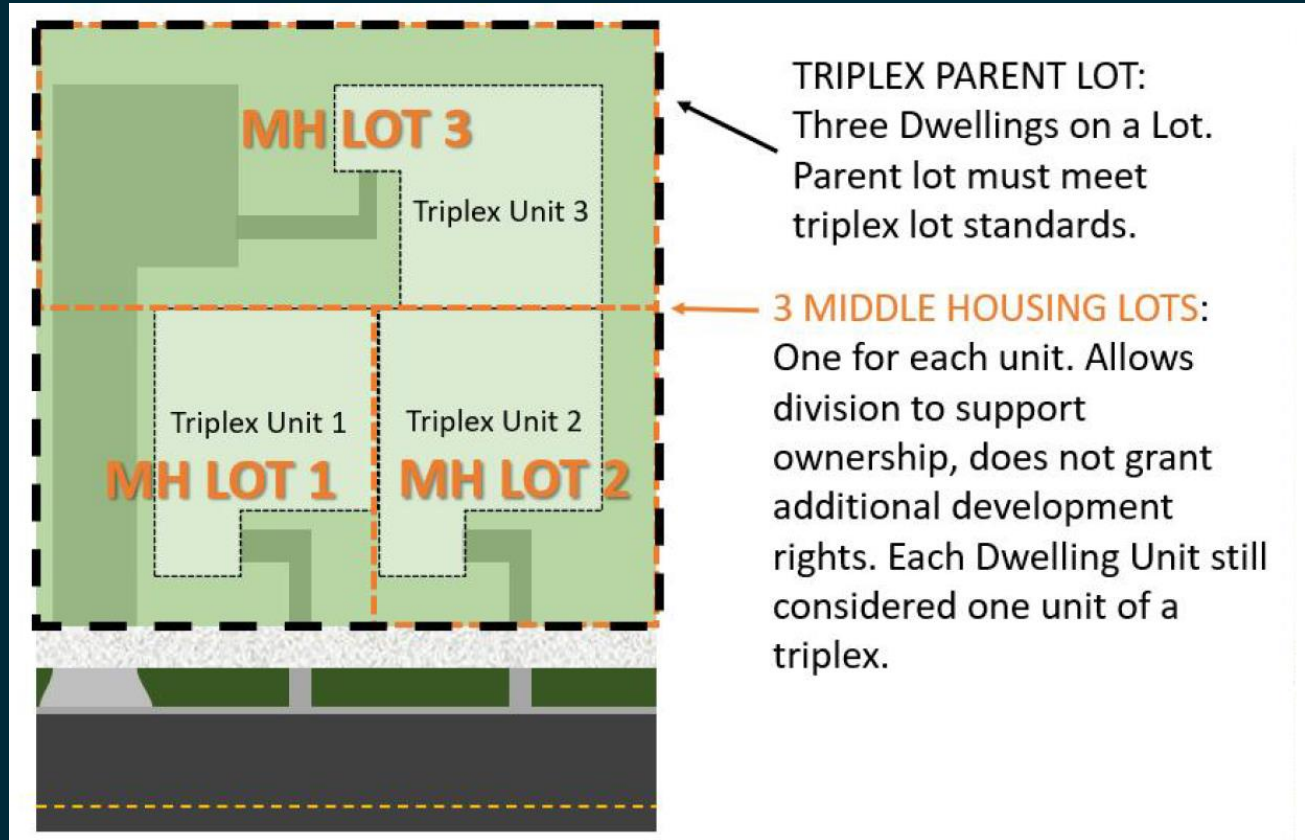 MH LOT 3
Triplex Unit 3
Triplex Unit 1
MH LOT 1
Triplex Unit 2
MH LOT 2
TRIPLEX PARENT LOT:
Three Dwellings on a Lot.
Parent lot must meet
triplex lot standards.
3 MIDDLE HOUSING LOTS:
One for each unit. Allows
division to support
ownership, does not grant
additional development
rights. Each Dwelling Unit still
considered one unit of a
triplex.